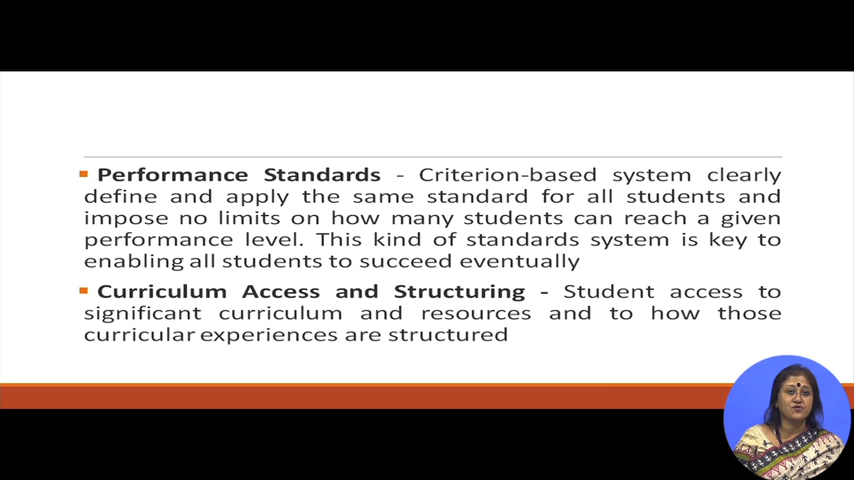 Performance Standards - Criterion-based system clearly
define and apply the same standard for all students and
impose no limits on how many students can reach a given
performance level. This kind of standards system is key to
enabling all students to succeed eventually
Curriculum Access and Structuring - Student access to
significant curriculum and resources and to how those
curricular experiences are structured